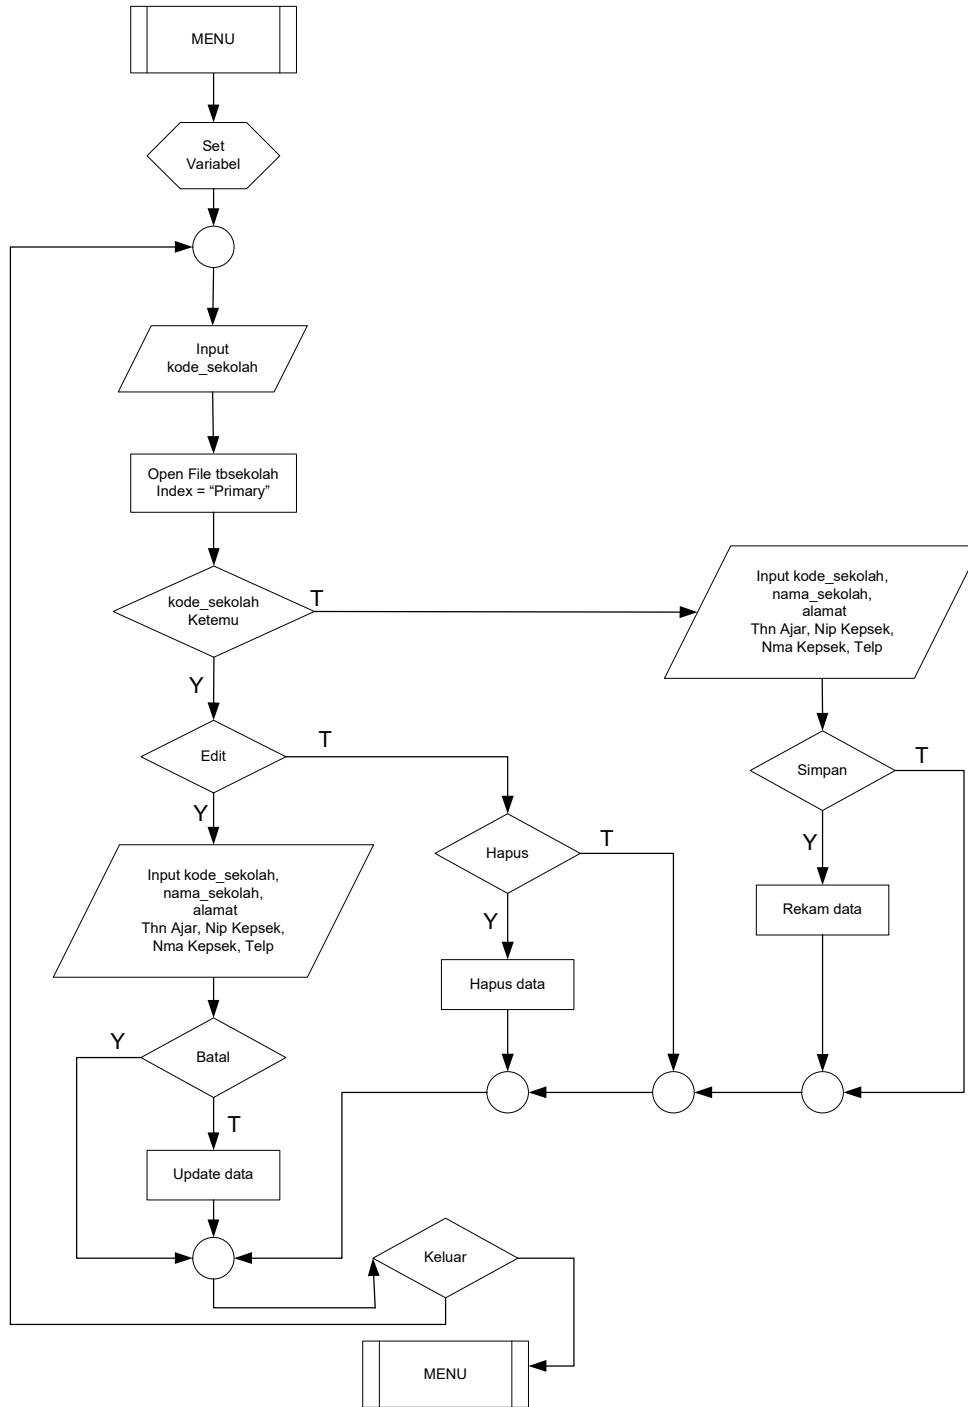 MENU
Set
Variabel
Input
kode_sekolah
Open File tbsekolah
Index = “Primary”
kode_sekolah
Ketemu
T
Input kode_sekolah,
nama_sekolah,
alamat
Thn Ajar, Nip Kepsek,
Nma Kepsek, Telp
Y
Edit
T
Simpan
T
Y
Hapus
T
Y
Input kode_sekolah,
nama_sekolah,
alamat
Thn Ajar, Nip Kepsek,
Nma Kepsek, Telp
Y
Rekam data
Hapus data
Y
Batal
T
Update data
Keluar
MENU